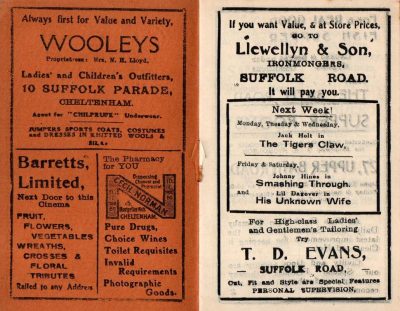 Always first for Value and Variety,
WOOLEYS
Proprietress: Mrs. N. H. Lloyd.
Ladies' and Children's Outfitters,
10 SUFFOLK PARADE,
CHELTENHAM.
Agent for "CHILPRUFE" Underwear.
JUMPERS SPORTS COATS, COSTUMES
and DRESSES IN KNITTED WOOLS &
SILKS
Barretts,
Limited,
Next Door to this
Cinema
FRUIT,
FLOWERS,
VEGETABLES
WREATHS,
CROSSES &
FLORAL
TRIBUTES
Railed to any Address
The Pharmacy
for YOU
Dispensing
CECIL NORMAN
CHELTENHAM
Pure Drugs,
Choice Wines
Toilet Requisites
Invalid
Requirements
Photographic
Goods.
If you want Value, & at Store Prices,
GO TO
Llewellyn & Son,
IRONMONGERS,
SUFFOLK ROAD.
It will pay you.
Next Week!
Monday, Tuesday & Wednesday,
Jack Holt in
The Tigers Claw,
Friday & Saturday,
Johnny Hines in
Smashing Through.
and Lil Dagover in
His Unknown Wife
For High-class Ladies'
and Gentlemen's Tailoring
Try
T. D. EVANS,
SUFFOLK ROAD,
Cut, Fit and Style are Special Features
PERSONAL SUPERVISION.